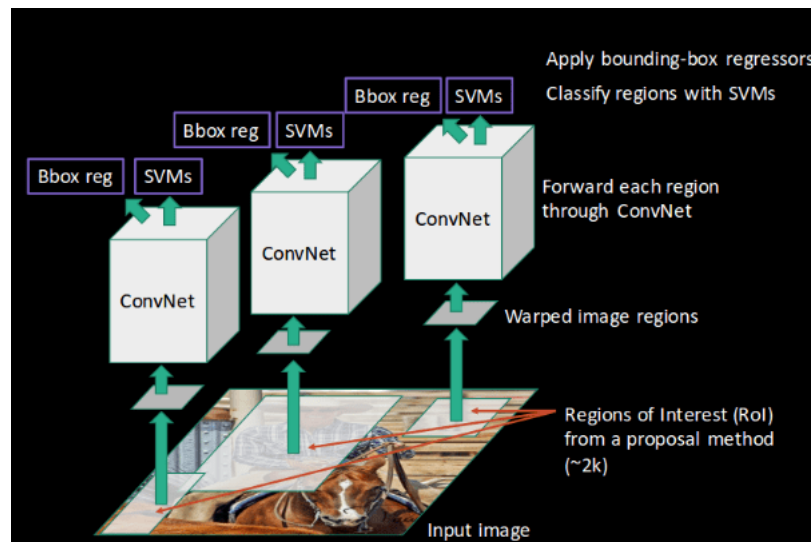 Apply bounding-box regressors
Bbox reg
SVMs
Classify regions with SVMs
Bbox reg
SVMs
Bbox reg
SVMs
Forward each region
through ConvNet
ConvNet
ConvNet
ConvNet
Warped image regions
Regions of Interest (RoI)
from a proposal method
(~2k)
Input image